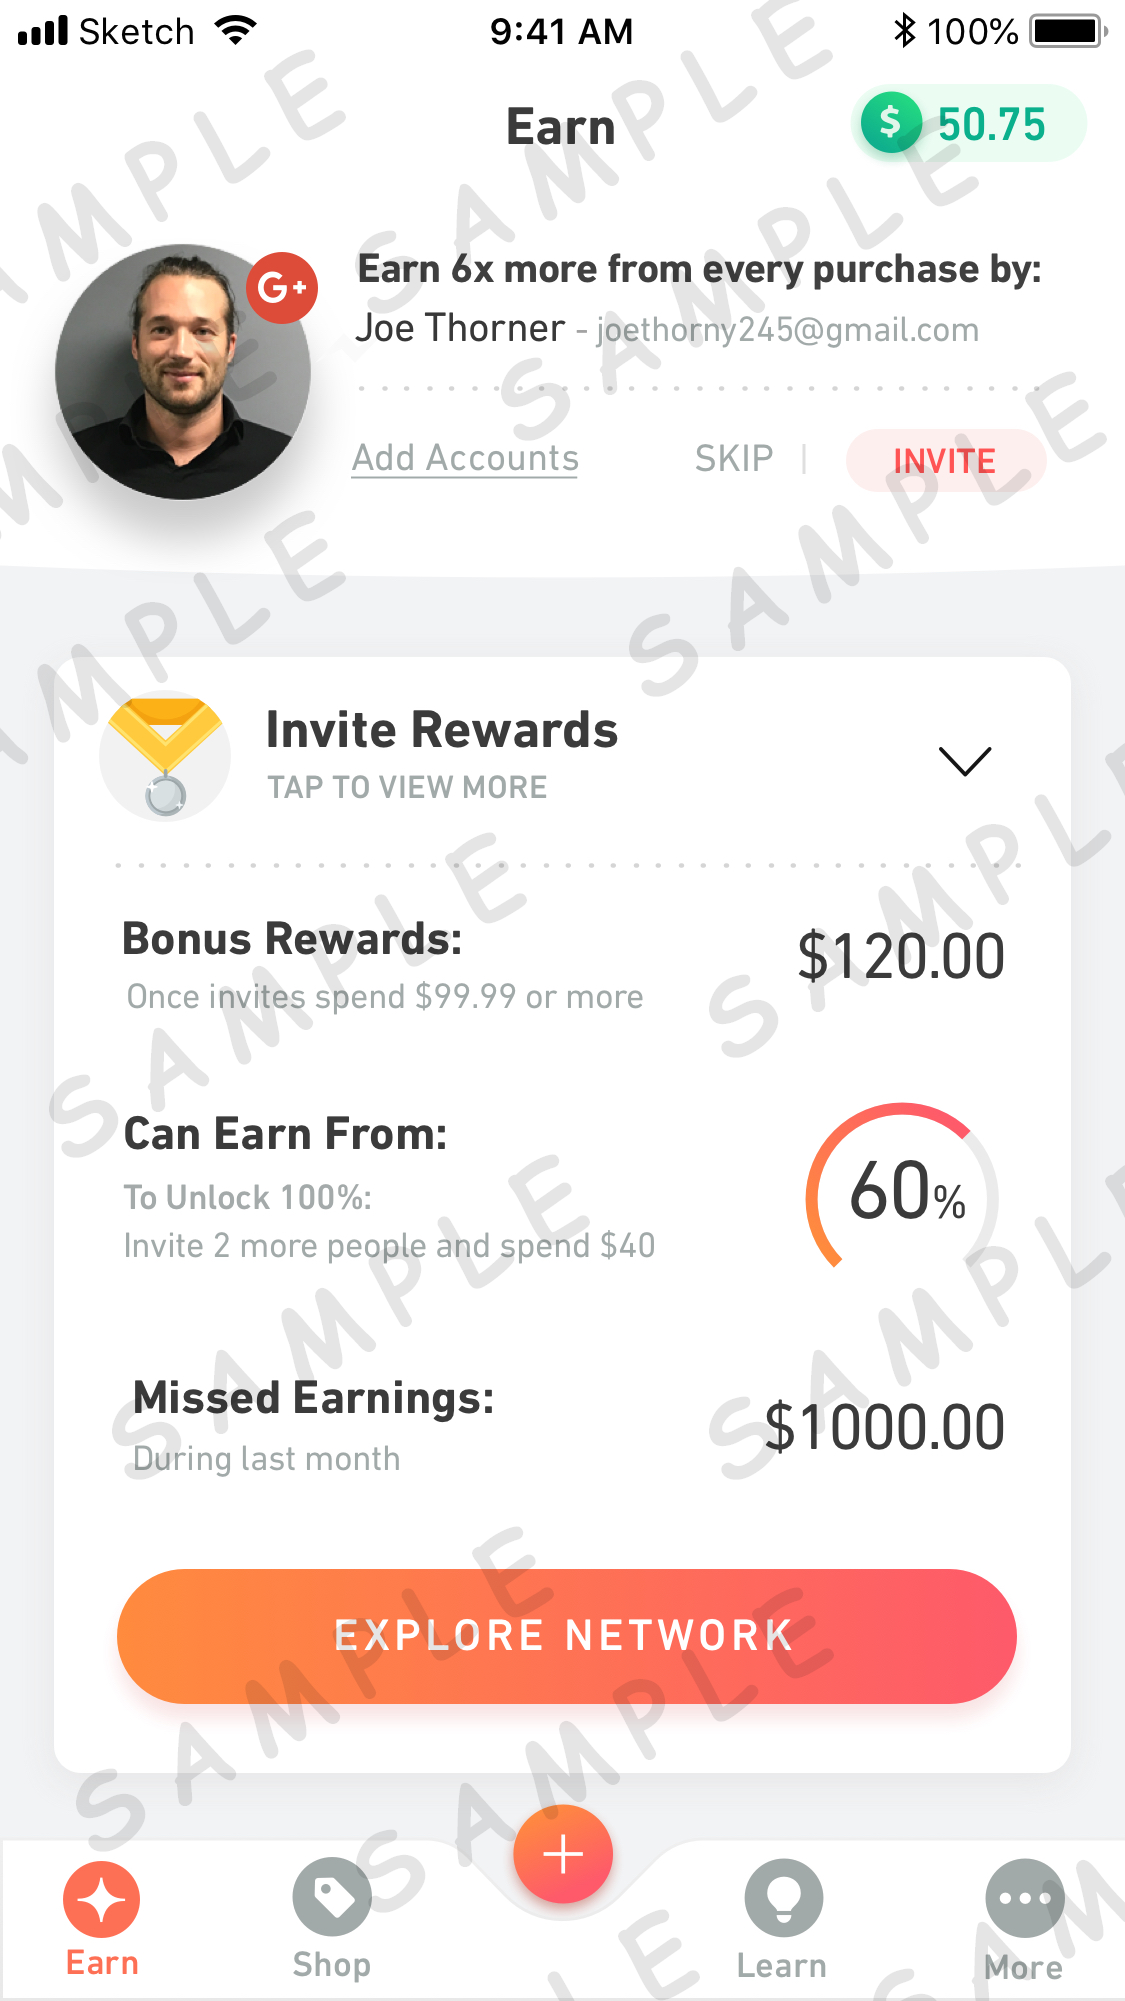 Sketch 9:41 AM 100%
Earn
$ 50.75
G+
Earn 6x more from every purchase by:
Joe Thorner - joethorny245@gmail.com
Add Accounts SKIP | INVITE
Invite Rewards
TAP TO VIEW MORE
Bonus Rewards:
$120.00
Once invites spend $99.99 or more
Can Earn From:
To Unlock 100%:
60%
Invite 2 more people and spend $40
Missed Earnings:
$1000.00
During last month
EXPLORE NETWORK
Earn Shop Learn More
SAMPLE
SAMPLE
SAMPLE
SAMPLE
SAMPLE
SAMPLE
SAMPLE
SAMPLE
SAMPLE
SAMPLE
SAMPLE